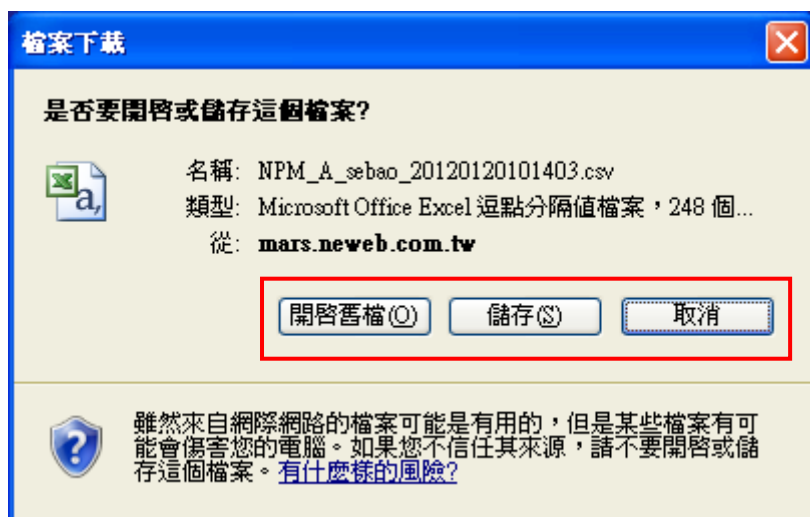 檔案下載
是否要開啓或儲存這個檔案?
名稱: NPM_A_sebao_20120120101403.csv
類型: Microsoft Office Excel 逗點分隔值檔案，248 個...
從: mars.neweb.com.tw
開啓舊檔(O) 儲存(S) 取消
雖然來自網際網路的檔案可能是有用的，但是某些檔案有可
能會傷害您的電腦。如果您不信任其來源，請不要開啓或儲
存這個檔案。有什麼樣的風險?